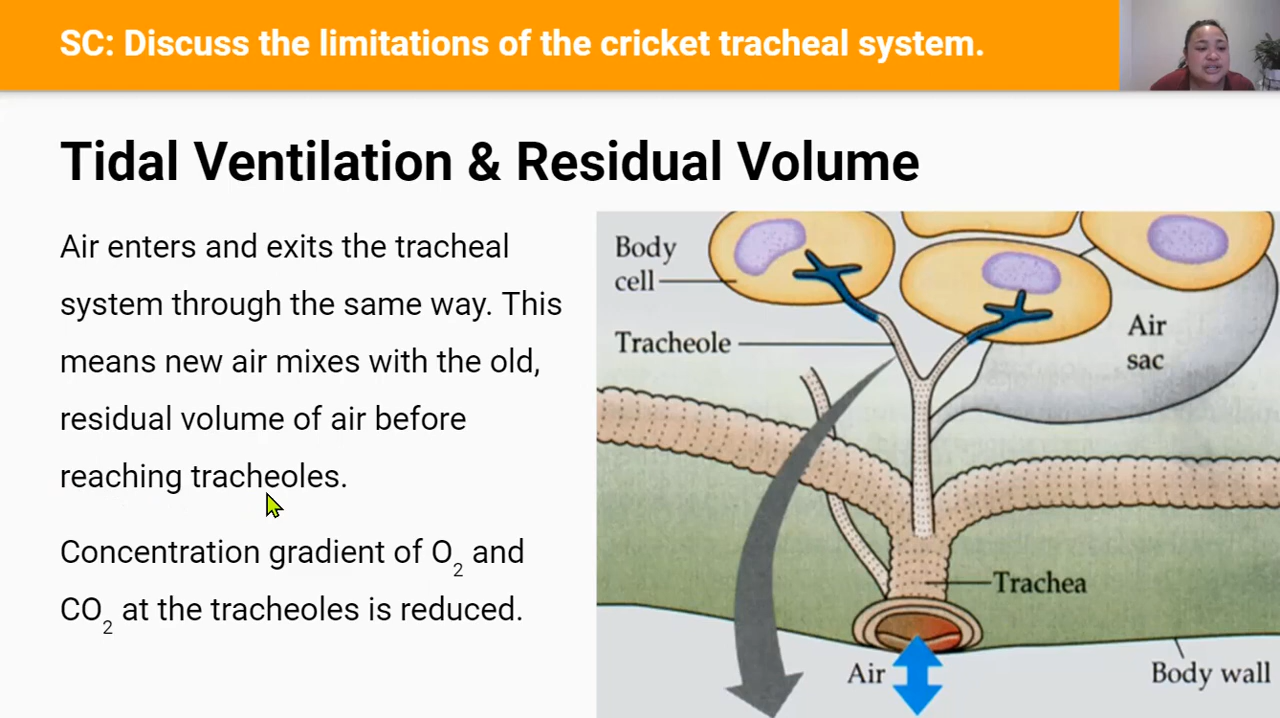 SC: Discuss the limitations of the cricket tracheal system.
Tidal Ventilation & Residual Volume
Air enters and exits the tracheal
system through the same way. This
means new air mixes with the old,
residual volume of air before
reaching tracheoles.
Concentration gradient of O₂ and
CO₂ at the tracheoles is reduced.
Body
cell
Tracheole
Air
sac
Trachea
Air
Body wall